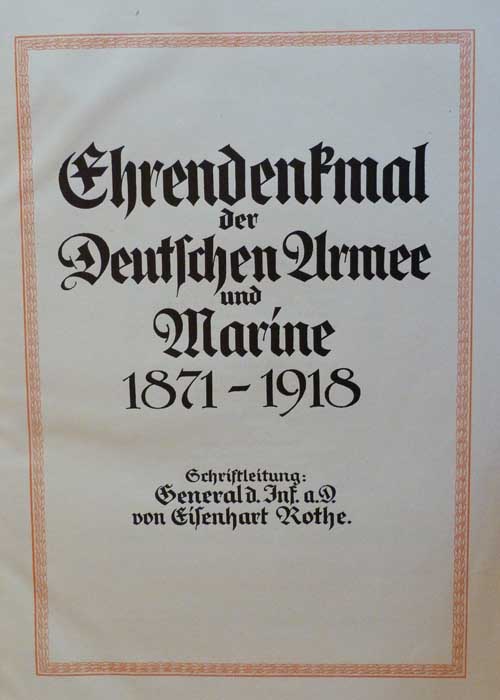 Ehrendenkmal
der
Deutschen Armee
und
Marine
1871-1918
Schriftleitung:
General d. Inf. a.D.
von Eisenhart Rothe.